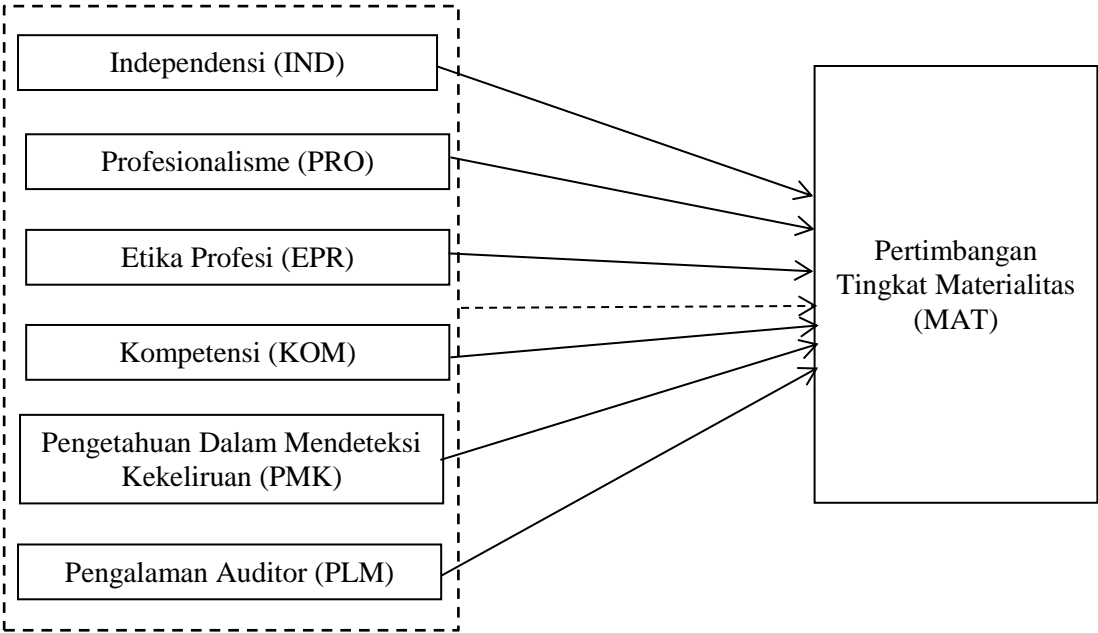 Independensi (IND)
Profesionalisme (PRO)
Etika Profesi (EPR)
Kompetensi (KOM)
Pengetahuan Dalam Mendeteksi
Kekeliruan (PMK)
Pengalaman Auditor (PLM)
Pertimbangan
Tingkat Materialitas
(MAT)